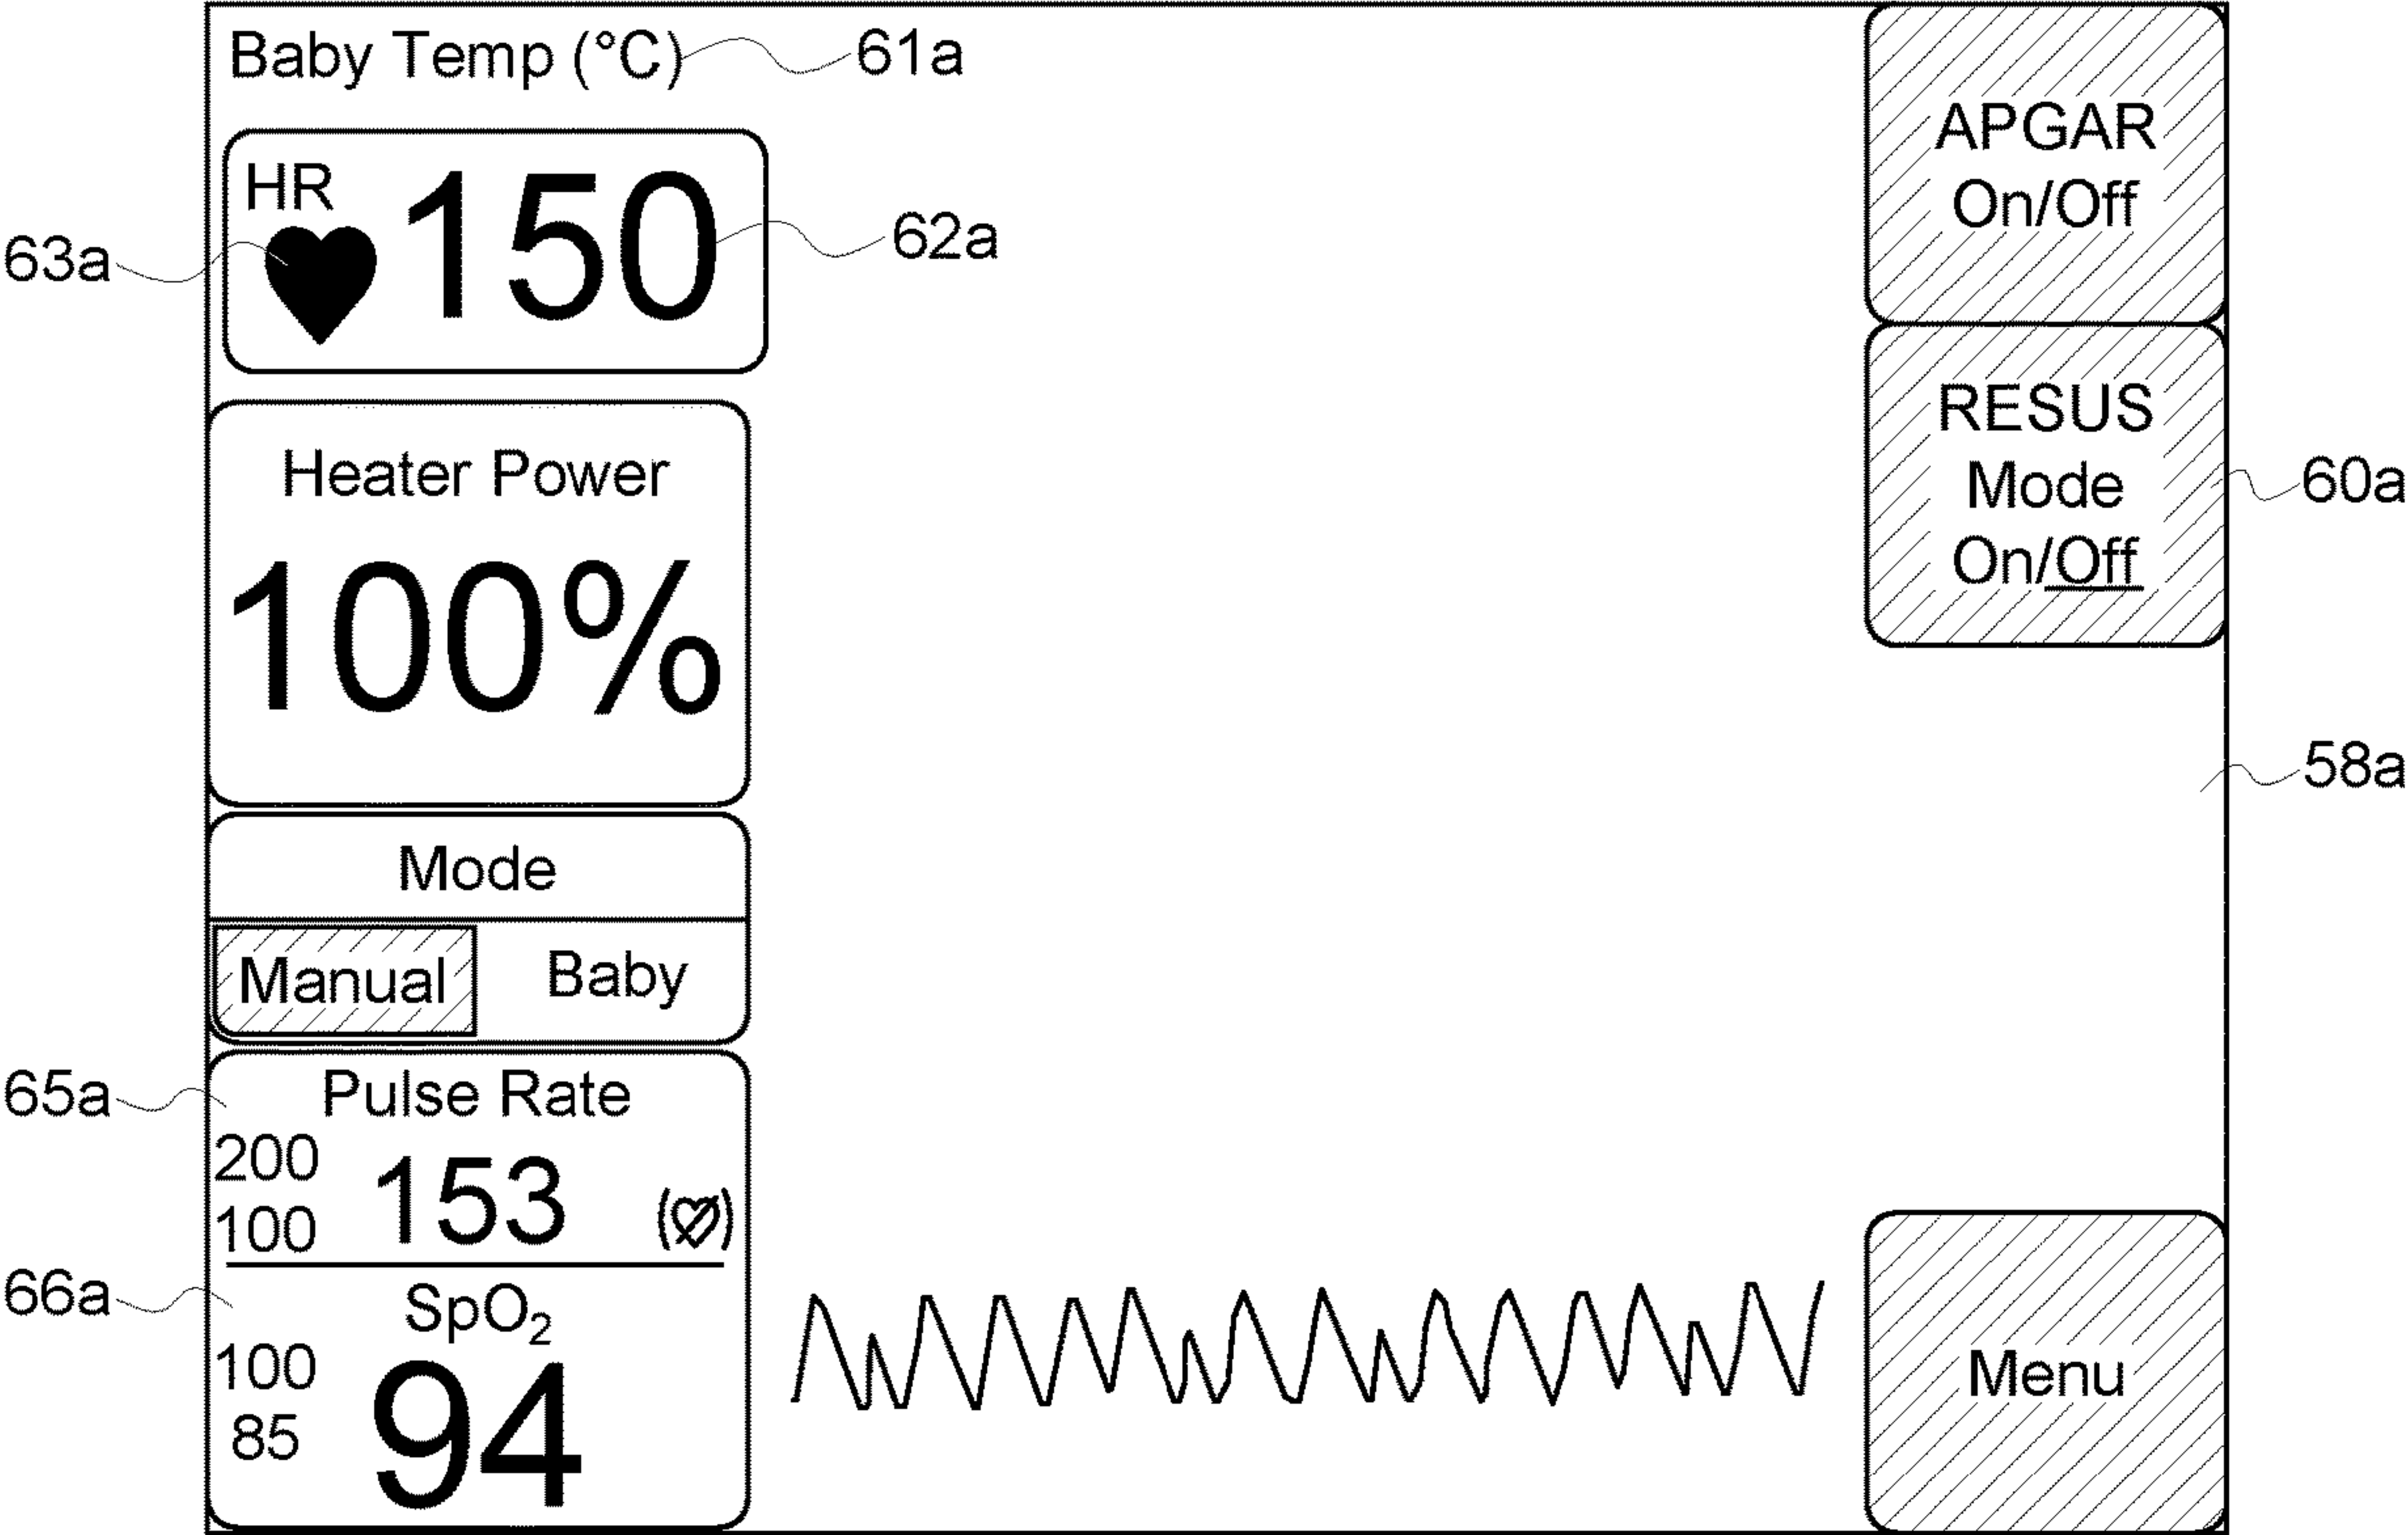 Baby Temp (°C)
61a
HR
150
62a
63a
Heater Power
100%
Mode
Manual
Baby
65a
Pulse Rate
200
100
153
66a
SpO₂
100
85
94
APGAR
On/Off
RESUS
Mode
On/Off
60a
58a
Menu